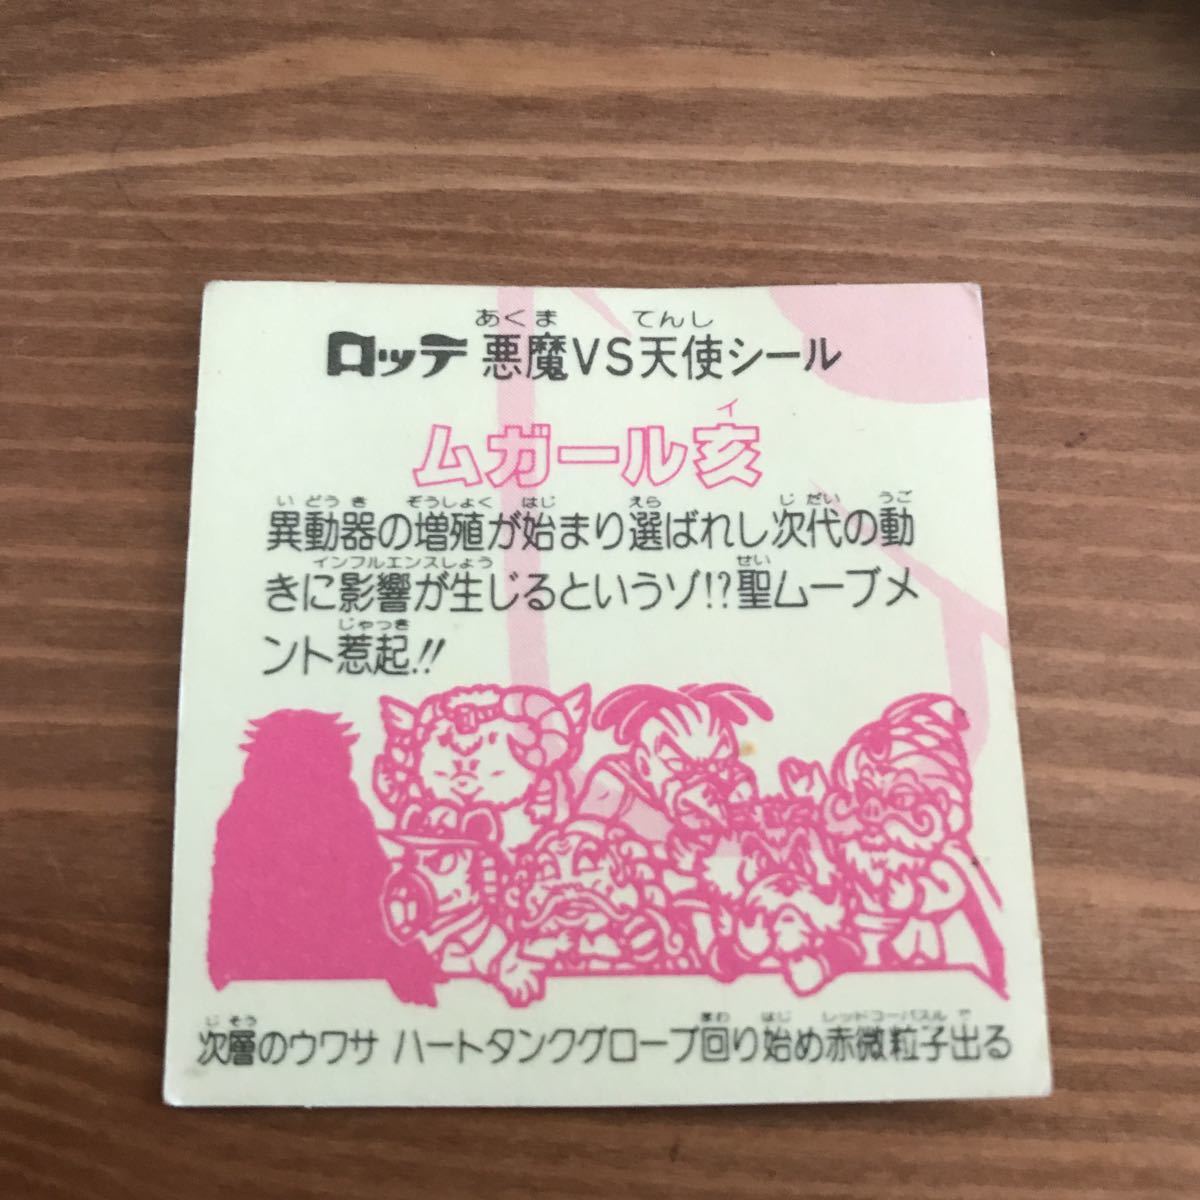 あくま てんし
ロッテ 悪魔VS天使シール
イ
ムガール亥
い どう き ぞうしょく はじ えら じ だい うご
異動器の増殖が始まり選ばれし次代の動
インフルエンスしょう せい
きに影響が生じるというゾ!?聖ムーブメ
じゃっき
ント惹起!!
じ そう まわ はじ レッドコーパスル で
次層のウワサ ハートタンクグローブ回り始め赤微粒子出る